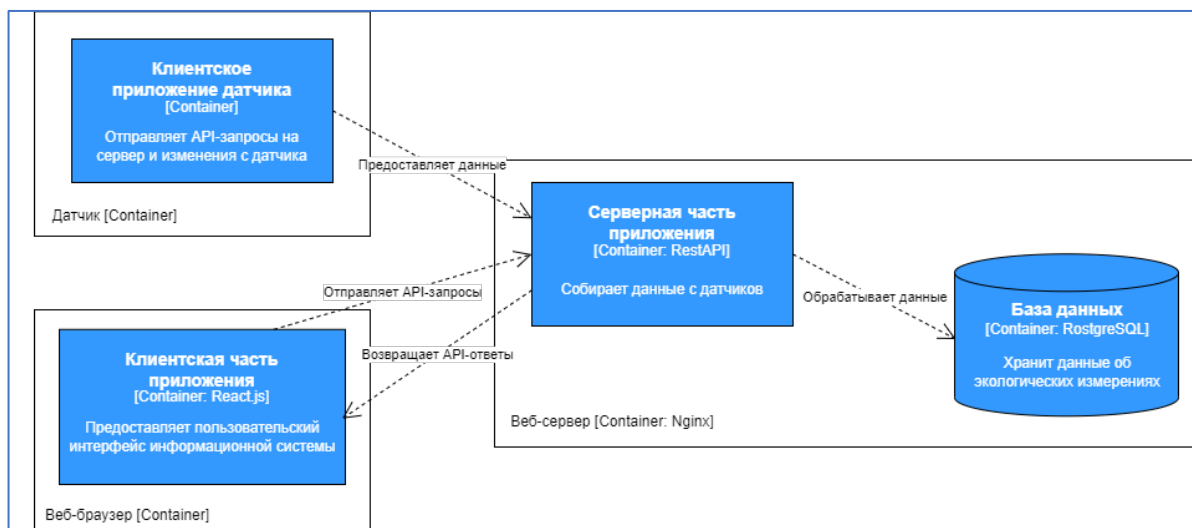 Клиентское
приложение датчика
[Container]
Отправляет API-запросы на
сервер и изменения с датчика
Датчик [Container]
Предоставляет данные
Серверная часть
приложения
[Container: RestAPI]
Собирает данные с датчиков
Отправляет API-запросы
Возвращает API-ответы
Обрабатывает данные
База данных
[Container: RostgreSQL]
Хранит данные об
экологических измерениях
Веб-сервер [Container: Nginx]
Клиентская часть
приложения
[Container: React.js]
Предоставляет пользовательский
интерфейс информационной системы
Веб-браузер [Container]